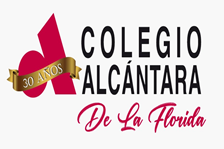 COLEGIO
ALCÁNTARA
30 AÑOS
De La Florida